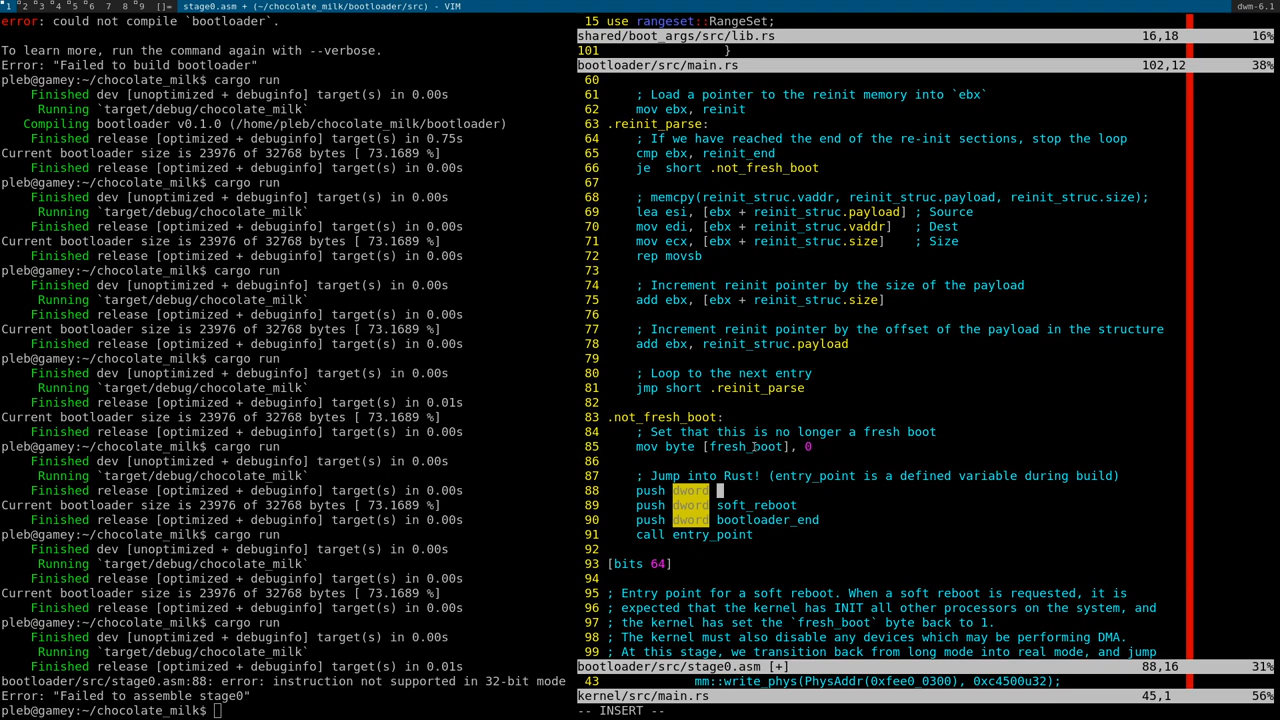 1 2 3 4 5 6 7 8 9 []= stage0.asm + (~/chocolate_milk/bootloader/src) - VIM dwm-6.1
error: could not compile `bootloader`.
To learn more, run the command again with --verbose.
Error: "Failed to build bootloader"
pleb@gamey:~/chocolate_milk$ cargo run
    Finished dev [unoptimized + debuginfo] target(s) in 0.00s
     Running `target/debug/chocolate_milk`
   Compiling bootloader v0.1.0 (/home/pleb/chocolate_milk/bootloader)
    Finished release [optimized + debuginfo] target(s) in 0.75s
Current bootloader size is 23976 of 32768 bytes [ 73.1689 %]
    Finished release [optimized + debuginfo] target(s) in 0.00s
pleb@gamey:~/chocolate_milk$ cargo run
    Finished dev [unoptimized + debuginfo] target(s) in 0.00s
     Running `target/debug/chocolate_milk`
    Finished release [optimized + debuginfo] target(s) in 0.00s
Current bootloader size is 23976 of 32768 bytes [ 73.1689 %]
    Finished release [optimized + debuginfo] target(s) in 0.00s
pleb@gamey:~/chocolate_milk$ cargo run
    Finished dev [unoptimized + debuginfo] target(s) in 0.00s
     Running `target/debug/chocolate_milk`
    Finished release [optimized + debuginfo] target(s) in 0.00s
Current bootloader size is 23976 of 32768 bytes [ 73.1689 %]
    Finished release [optimized + debuginfo] target(s) in 0.00s
pleb@gamey:~/chocolate_milk$ cargo run
    Finished dev [unoptimized + debuginfo] target(s) in 0.00s
     Running `target/debug/chocolate_milk`
    Finished release [optimized + debuginfo] target(s) in 0.01s
Current bootloader size is 23976 of 32768 bytes [ 73.1689 %]
    Finished release [optimized + debuginfo] target(s) in 0.00s
pleb@gamey:~/chocolate_milk$ cargo run
    Finished dev [unoptimized + debuginfo] target(s) in 0.00s
     Running `target/debug/chocolate_milk`
    Finished release [optimized + debuginfo] target(s) in 0.00s
Current bootloader size is 23976 of 32768 bytes [ 73.1689 %]
    Finished release [optimized + debuginfo] target(s) in 0.00s
pleb@gamey:~/chocolate_milk$ cargo run
    Finished dev [unoptimized + debuginfo] target(s) in 0.00s
     Running `target/debug/chocolate_milk`
    Finished release [optimized + debuginfo] target(s) in 0.00s
Current bootloader size is 23976 of 32768 bytes [ 73.1689 %]
    Finished release [optimized + debuginfo] target(s) in 0.00s
pleb@gamey:~/chocolate_milk$ cargo run
    Finished dev [unoptimized + debuginfo] target(s) in 0.00s
     Running `target/debug/chocolate_milk`
    Finished release [optimized + debuginfo] target(s) in 0.01s
bootloader/src/stage0.asm:88: error: instruction not supported in 32-bit mode
Error: "Failed to assemble stage0"
pleb@gamey:~/chocolate_milk$
15 use rangeset::RangeSet;
shared/boot_args/src/lib.rs 16,18 16%
101 }
bootloader/src/main.rs 102,12 38%
60
61     ; Load a pointer to the reinit memory into `ebx`
62     mov ebx, reinit
63 .reinit_parse:
64     ; If we have reached the end of the re-init sections, stop the loop
65     cmp ebx, reinit_end
66     je  short .not_fresh_boot
67
68     ; memcpy(reinit_struc.vaddr, reinit_struc.payload, reinit_struc.size);
69     lea esi, [ebx + reinit_struc.payload] ; Source
70     mov edi, [ebx + reinit_struc.vaddr]   ; Dest
71     mov ecx, [ebx + reinit_struc.size]    ; Size
72     rep movsb
73
74     ; Increment reinit pointer by the size of the payload
75     add ebx, [ebx + reinit_struc.size]
76
77     ; Increment reinit pointer by the offset of the payload in the structure
78     add ebx, reinit_struc.payload
79
80     ; Loop to the next entry
81     jmp short .reinit_parse
82
83 .not_fresh_boot:
84     ; Set that this is no longer a fresh boot
85     mov byte [fresh_boot], 0
86
87     ; Jump into Rust! (entry_point is a defined variable during build)
88     push dword
89     push dword soft_reboot
90     push dword bootloader_end
91     call entry_point
92
93 [bits 64]
94
95 ; Entry point for a soft reboot. When a soft reboot is requested, it is
96 ; expected that the kernel has INIT all other processors on the system, and
97 ; the kernel has set the `fresh_boot` byte back to 1.
98 ; The kernel must also disable any devices which may be performing DMA.
99 ; At this stage, we transition back from long mode into real mode, and jump
bootloader/src/stage0.asm [+] 88,16 31%
43             mm::write_phys(PhysAddr(0xfee0_0300), 0xc4500u32);
kernel/src/main.rs 45,1 56%
-- INSERT --